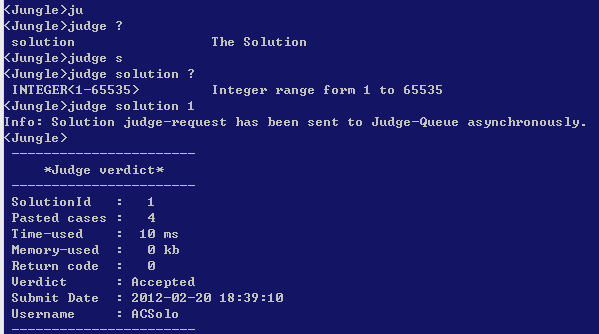 <Jungle>ju
<Jungle>judge ?
 solution                The Solution
<Jungle>judge s
<Jungle>judge solution ?
 INTEGER<1-65535>        Integer range form 1 to 65535
<Jungle>judge solution 1
Info: Solution judge-request has been sent to Judge-Queue asynchronously.
<Jungle>
 -----------------------
     *Judge verdict*
 -----------------------
 SolutionId   :   1
 Pasted cases :   4
 Time-used    :  10 ms
 Memory-used  :   0 kb
 Return code  :   0
 Verdict      : Accepted
 Submit Date  : 2012-02-20 18:39:10
 Username     : ACSolo
 -----------------------